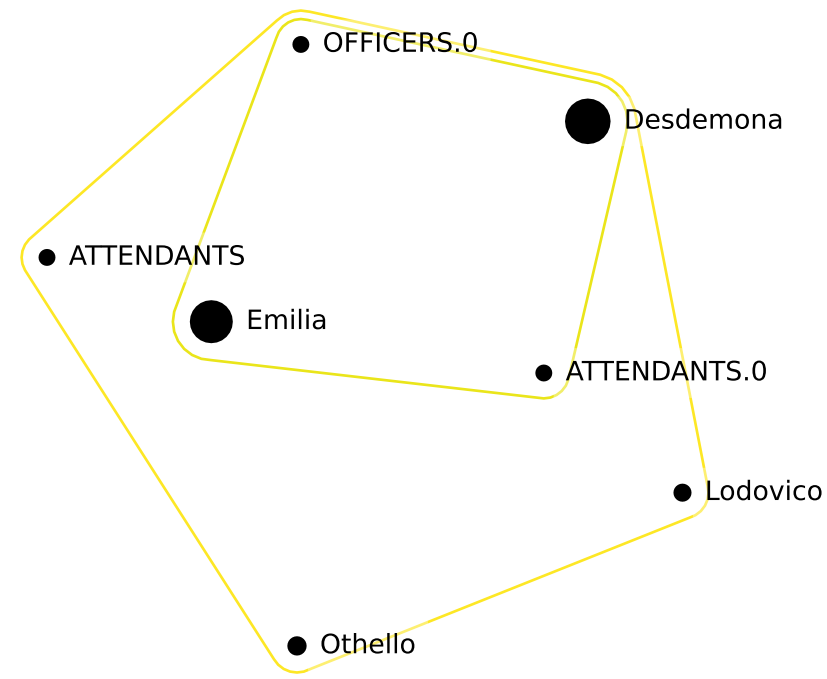 OFFICERS.0
Desdemona
ATTENDANTS
Emilia
ATTENDANTS.0
Lodovico
Othello